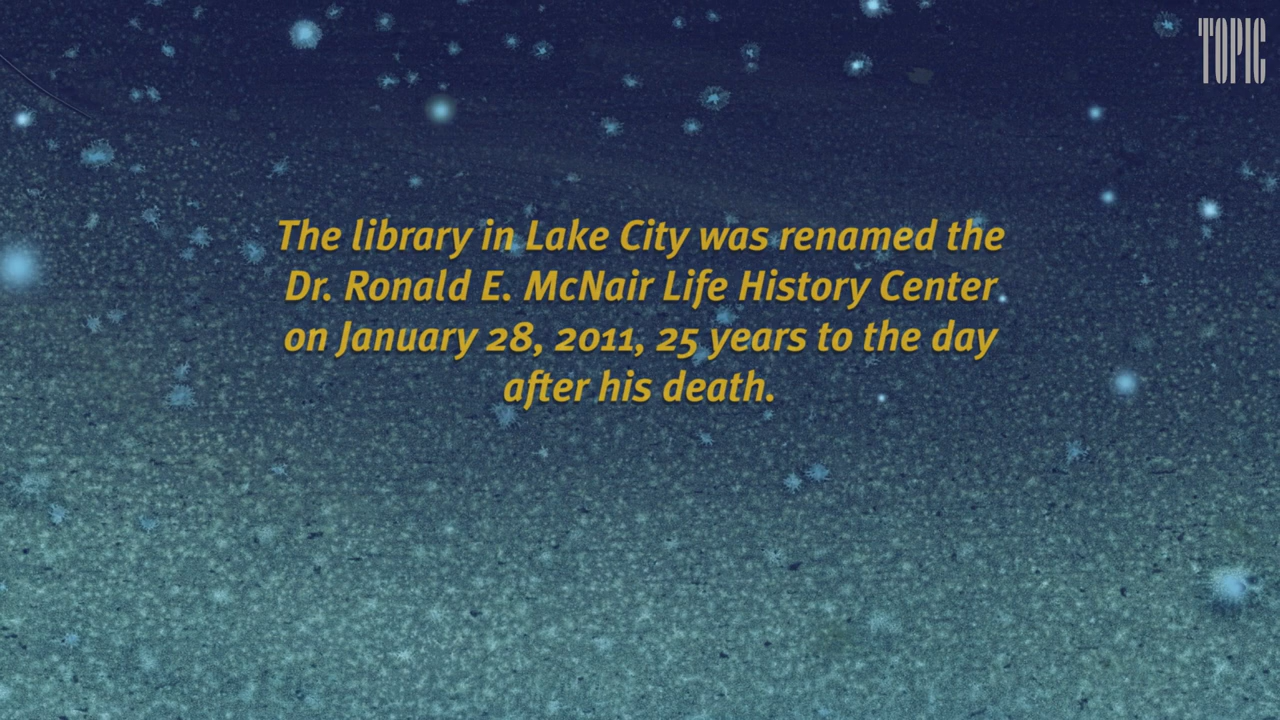 TOPIC
The library in Lake City was renamed the
Dr. Ronald E. McNair Life History Center
on January 28, 2011, 25 years to the day
after his death.